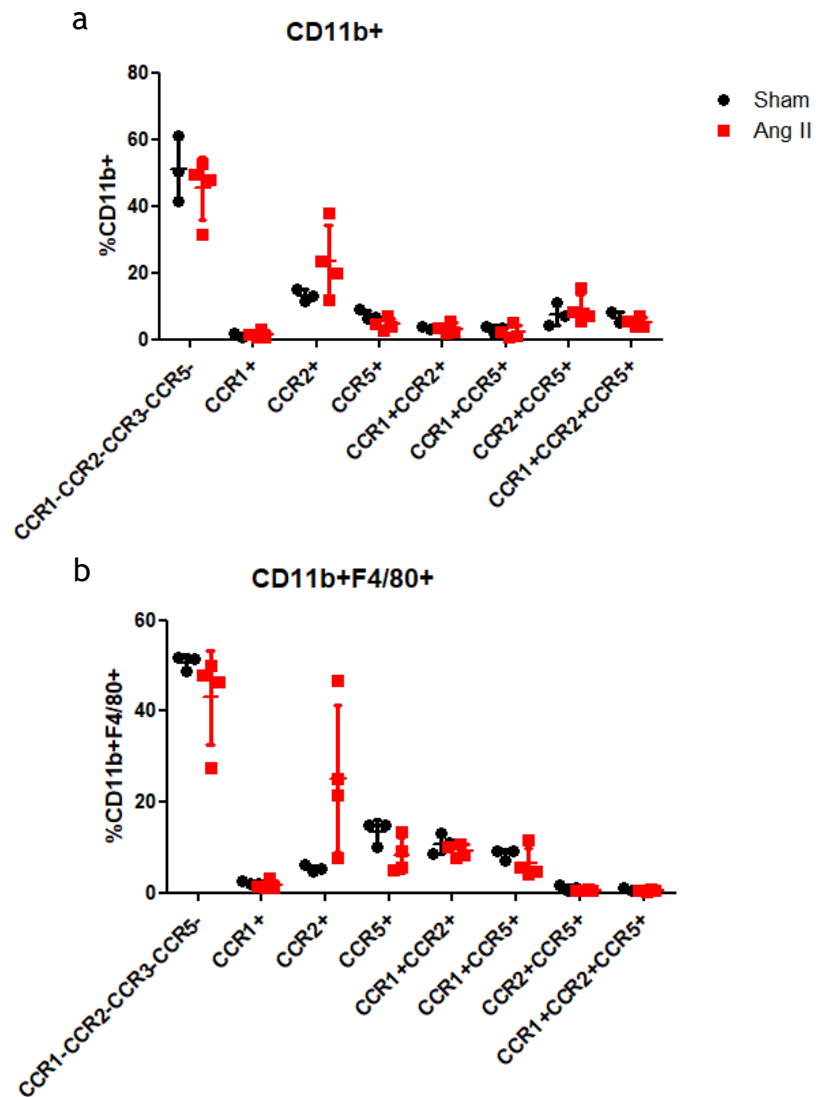 a
CD11b+
%CD11b+
80
60
40
20
0
Sham
Ang II
CCR1-CCR2-CCR3-CCR5-
CCR1+
CCR2+
CCR5+
CCR1+CCR2+
CCR1+CCR5+
CCR2+CCR5+
CCR1+CCR2+CCR5+
b
CD11b+F4/80+
%CD11b+F4/80+
60
40
20
0
CCR1-CCR2-CCR3-CCR5-
CCR1+
CCR2+
CCR5+
CCR1+CCR2+
CCR1+CCR5+
CCR2+CCR5+
CCR1+CCR2+CCR5+